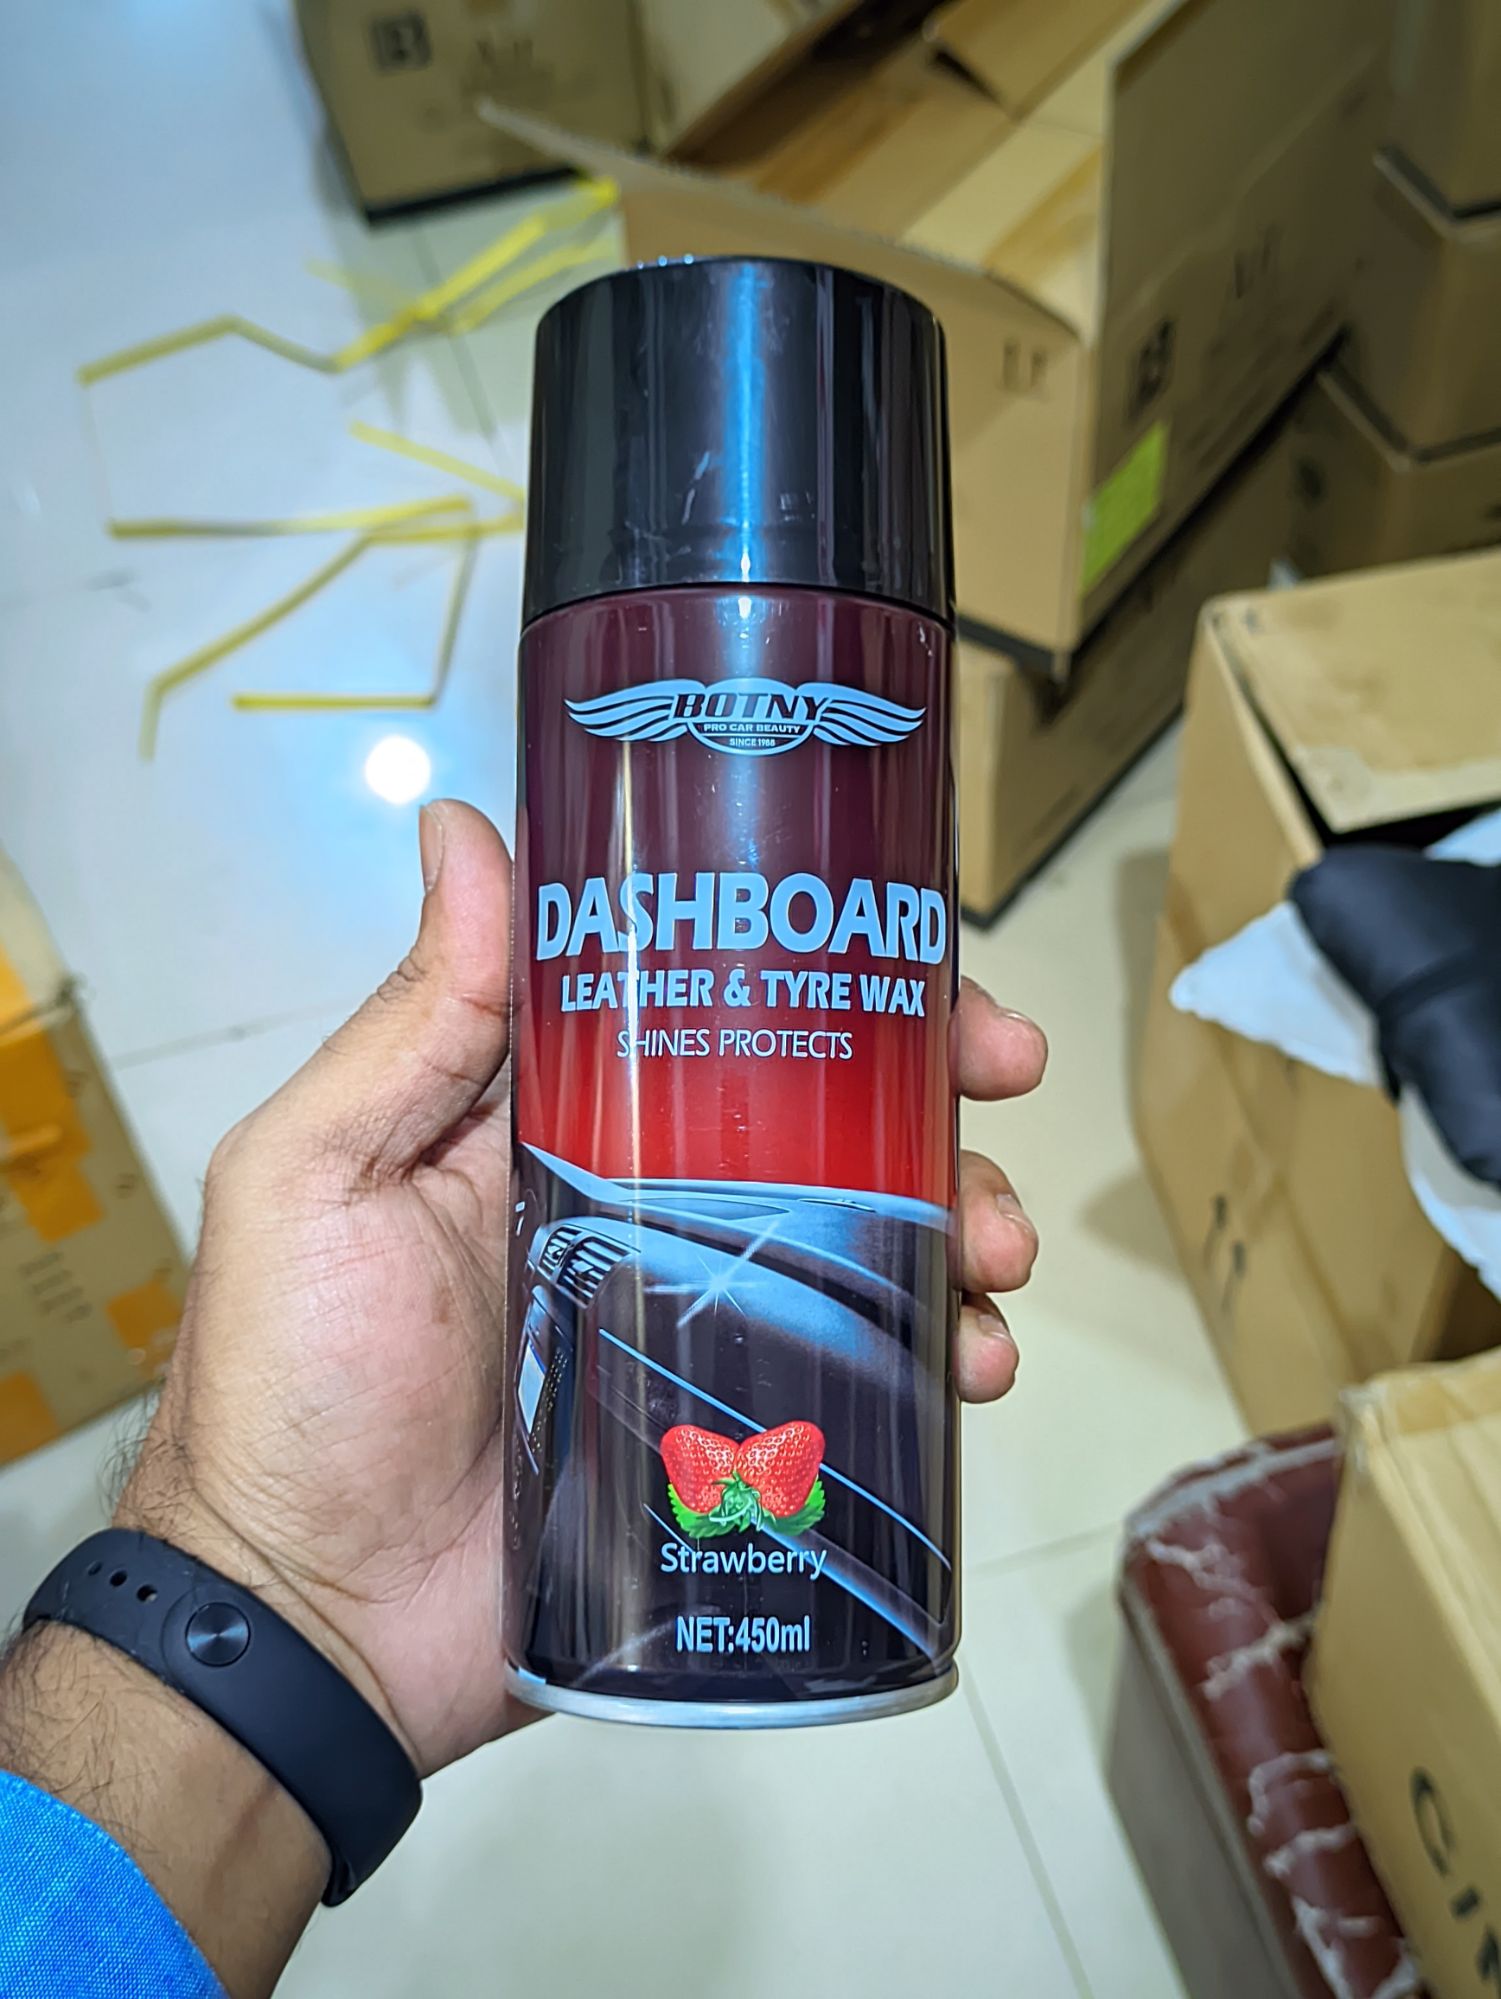 BOTNY
PRO CAR BEAUTY
SINCE 1988
DASHBOARD
LEATHER & TYRE WAX
SHINES PROTECTS
Strawberry
NET:450ml